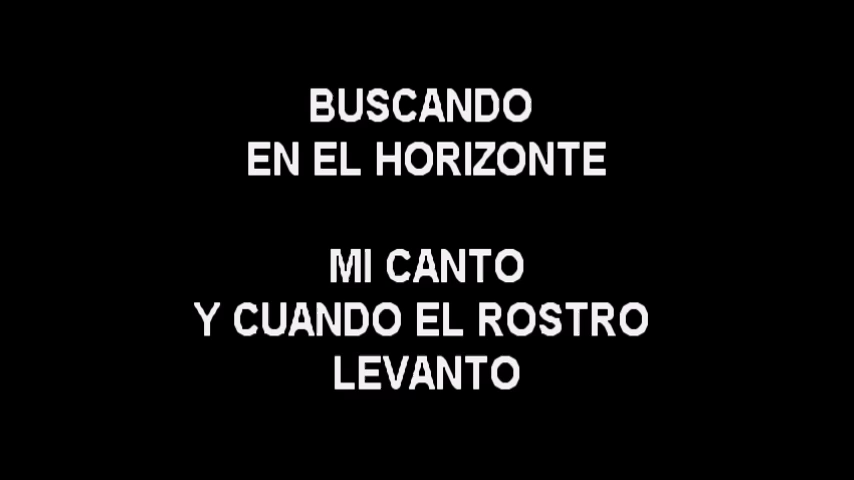 BUSCANDO
EN EL HORIZONTE
MI CANTO
Y CUANDO EL ROSTRO
LEVANTO